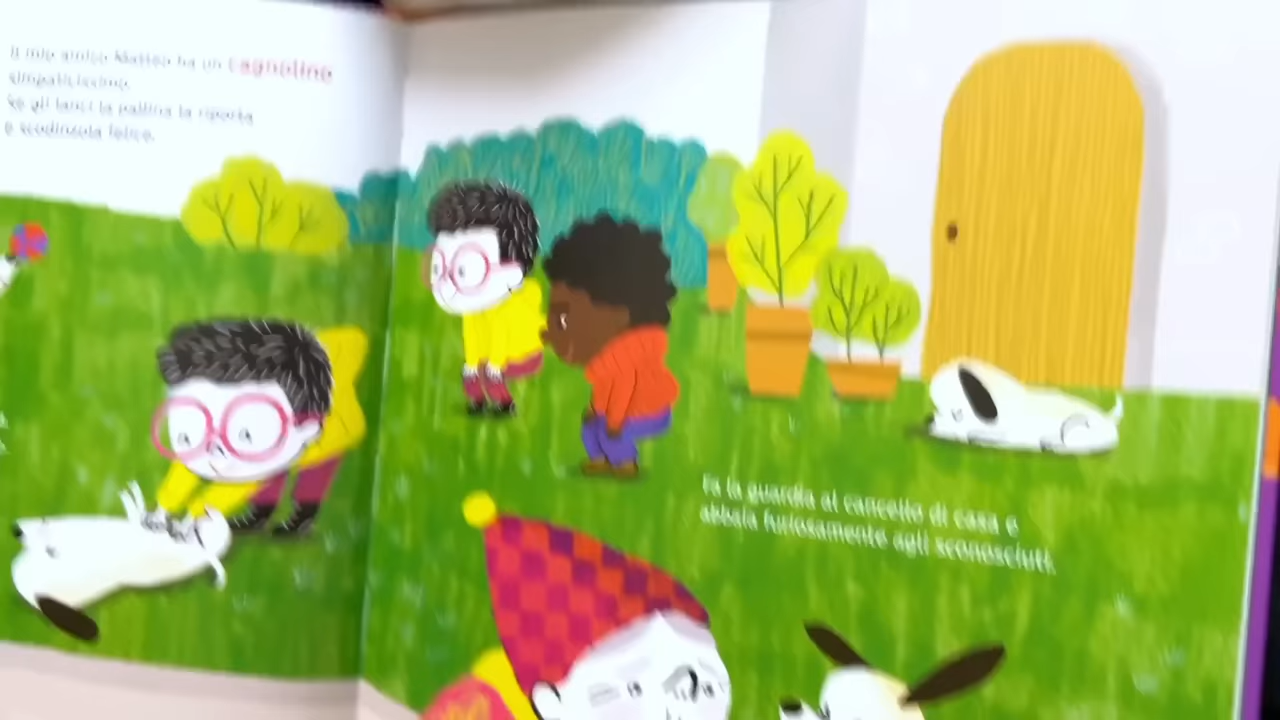 Il mio amico Matteo ha un cagnolino
simpaticissimo.
Se gli lanci la pallina la riporta
e scodinzola felice.
Fa la guardia al cancello di casa e
abbaia furiosamente agli sconosciuti.